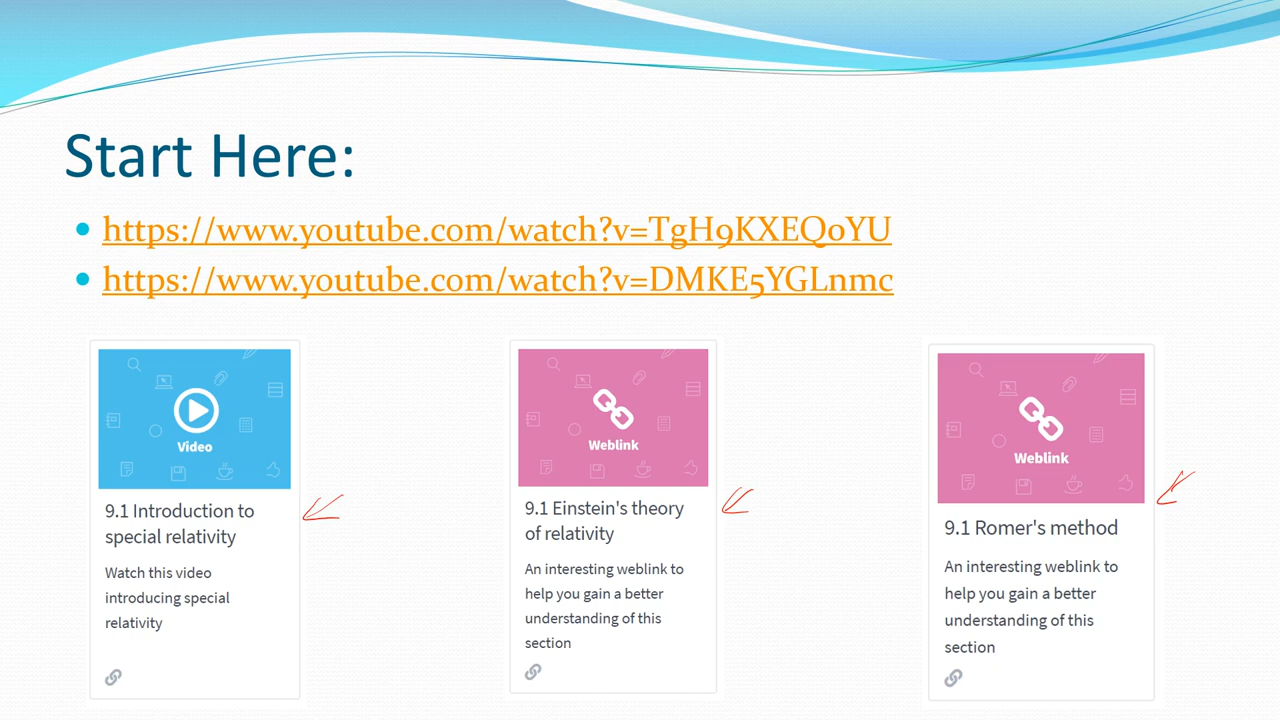 Start Here:
https://www.youtube.com/watch?v=TgH9KXEQ0YU
https://www.youtube.com/watch?v=DMKE5YGLnmc
Video
9.1 Introduction to
special relativity
Watch this video
introducing special
relativity
Weblink
9.1 Einstein's theory
of relativity
An interesting weblink to
help you gain a better
understanding of this
section
Weblink
9.1 Romer's method
An interesting weblink to
help you gain a better
understanding of this
section